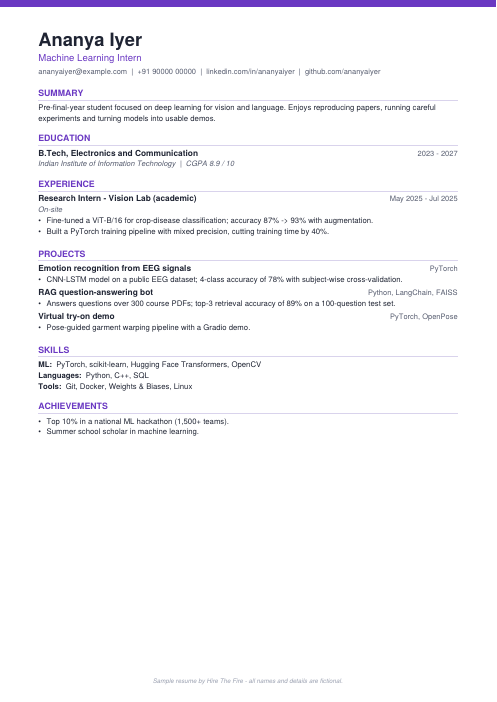 Ananya Iyer
Machine Learning Intern
ananyaiyer@example.com | +91 90000 00000 | linkedin.com/in/ananyaiyer | github.com/ananyaiyer
SUMMARY
Pre-final-year student focused on deep learning for vision and language. Enjoys reproducing papers, running careful
experiments and turning models into usable demos.
EDUCATION
B.Tech, Electronics and Communication 2023 - 2027
Indian Institute of Information Technology | CGPA 8.9 / 10
EXPERIENCE
Research Intern - Vision Lab (academic) May 2025 - Jul 2025
On-site
• Fine-tuned a ViT-B/16 for crop-disease classification; accuracy 87% -> 93% with augmentation.
• Built a PyTorch training pipeline with mixed precision, cutting training time by 40%.
PROJECTS
Emotion recognition from EEG signals PyTorch
• CNN-LSTM model on a public EEG dataset; 4-class accuracy of 78% with subject-wise cross-validation.
RAG question-answering bot Python, LangChain, FAISS
• Answers questions over 300 course PDFs; top-3 retrieval accuracy of 89% on a 100-question test set.
Virtual try-on demo PyTorch, OpenPose
• Pose-guided garment warping pipeline with a Gradio demo.
SKILLS
ML: PyTorch, scikit-learn, Hugging Face Transformers, OpenCV
Languages: Python, C++, SQL
Tools: Git, Docker, Weights & Biases, Linux
ACHIEVEMENTS
• Top 10% in a national ML hackathon (1,500+ teams).
• Summer school scholar in machine learning.
Sample resume by Hire The Fire - all names and details are fictional.